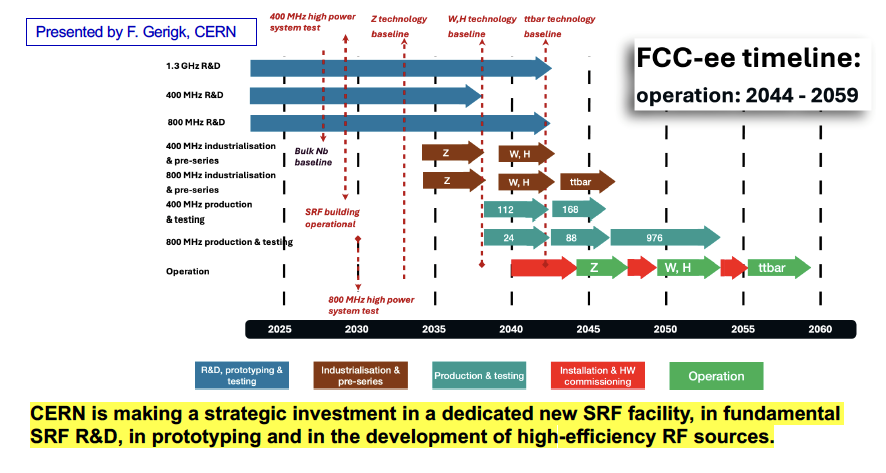 Presented by F. Gerigk, CERN
400 MHz high power
system test
Z technology
baseline
W,H technology
baseline
ttbar technology
baseline
FCC-ee timeline:
operation: 2044 - 2059
1.3 GHz R&D
400 MHz R&D
800 MHz R&D
Bulk Nb
baseline
400 MHz industrialisation
& pre-series
Z
W, H
800 MHz industrialisation
& pre-series
Z
W, H
ttbar
400 MHz production
& testing
112
168
SRF building
operational
800 MHz production & testing
24
88
976
Operation
Z
W, H
ttbar
800 MHz high power
system test
2025
2030
2035
2040
2045
2050
2055
2060
R&D, prototyping &
testing
Industrialisation &
pre-series
Production & testing
Installation & HW
commissioning
Operation
CERN is making a strategic investment in a dedicated new SRF facility, in fundamental
SRF R&D, in prototyping and in the development of high-efficiency RF sources.